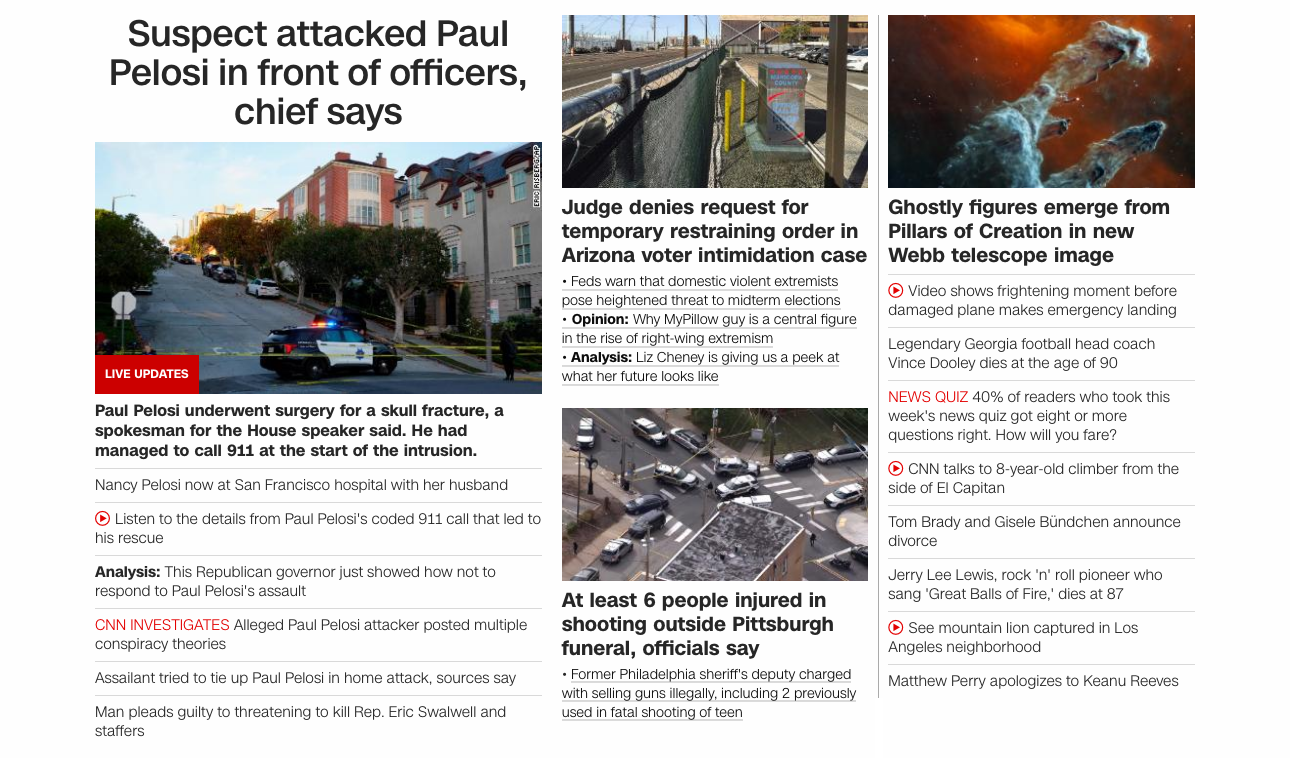 Suspect attacked Paul
Pelosi in front of officers,
chief says
ERIC RISBERG/AP
LIVE UPDATES
Paul Pelosi underwent surgery for a skull fracture, a
spokesman for the House speaker said. He had
managed to call 911 at the start of the intrusion.
Nancy Pelosi now at San Francisco hospital with her husband
Listen to the details from Paul Pelosi's coded 911 call that led to
his rescue
Analysis: This Republican governor just showed how not to
respond to Paul Pelosi's assault
CNN INVESTIGATES Alleged Paul Pelosi attacker posted multiple
conspiracy theories
Assailant tried to tie up Paul Pelosi in home attack, sources say
Man pleads guilty to threatening to kill Rep. Eric Swalwell and
staffers
Judge denies request for
temporary restraining order in
Arizona voter intimidation case
• Feds warn that domestic violent extremists
pose heightened threat to midterm elections
• Opinion: Why MyPillow guy is a central figure
in the rise of right-wing extremism
• Analysis: Liz Cheney is giving us a peek at
what her future looks like
At least 6 people injured in
shooting outside Pittsburgh
funeral, officials say
• Former Philadelphia sheriff's deputy charged
with selling guns illegally, including 2 previously
used in fatal shooting of teen
Ghostly figures emerge from
Pillars of Creation in new
Webb telescope image
Video shows frightening moment before
damaged plane makes emergency landing
Legendary Georgia football head coach
Vince Dooley dies at the age of 90
NEWS QUIZ 40% of readers who took this
week's news quiz got eight or more
questions right. How will you fare?
CNN talks to 8-year-old climber from the
side of El Capitan
Tom Brady and Gisele Bündchen announce
divorce
Jerry Lee Lewis, rock 'n' roll pioneer who
sang 'Great Balls of Fire,' dies at 87
See mountain lion captured in Los
Angeles neighborhood
Matthew Perry apologizes to Keanu Reeves